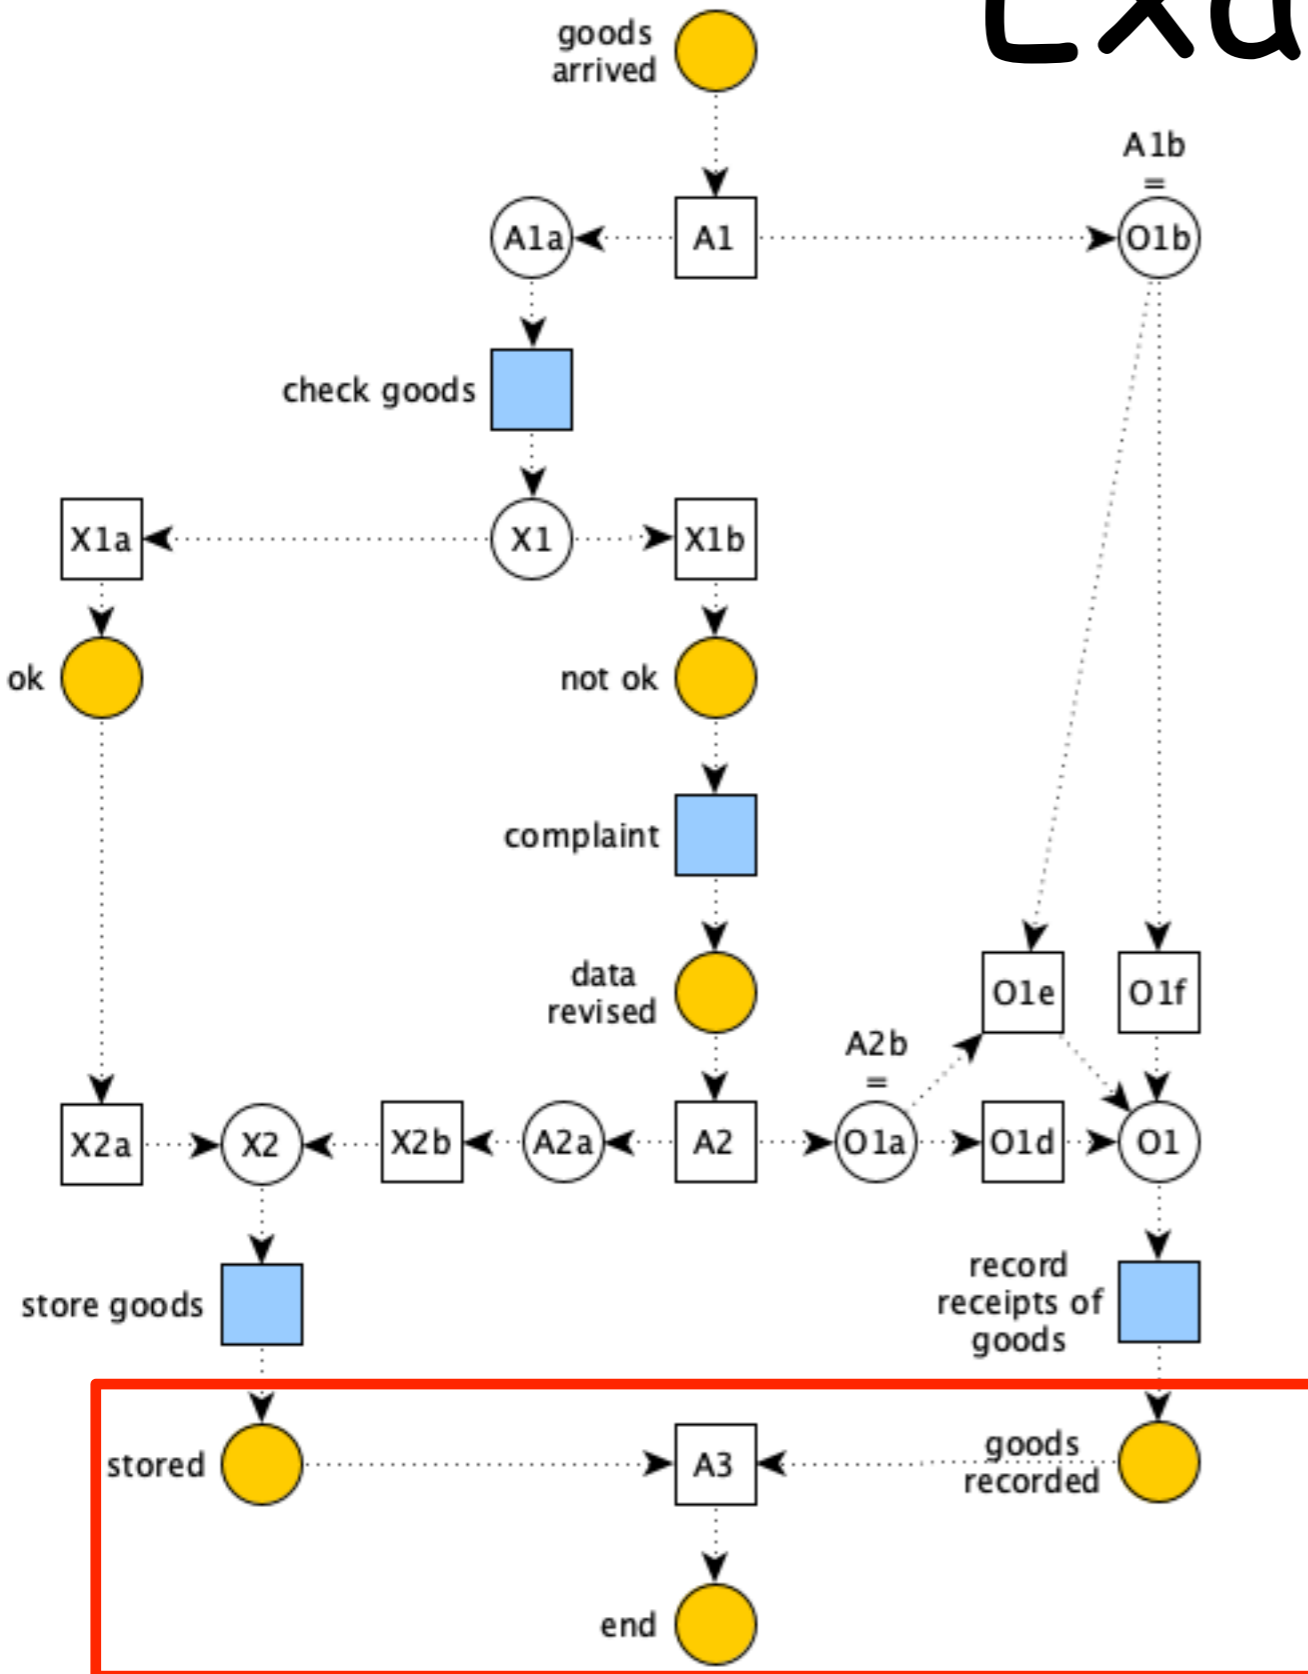 Exa
goods
arrived
A1b
=
A1a
A1
O1b
check goods
X1a
X1
X1b
ok
not ok
complaint
data
revised
O1e
O1f
A2b
=
X2a
X2
X2b
A2a
A2
O1a
O1d
O1
store goods
record
receipts of
goods
stored
A3
goods
recorded
end